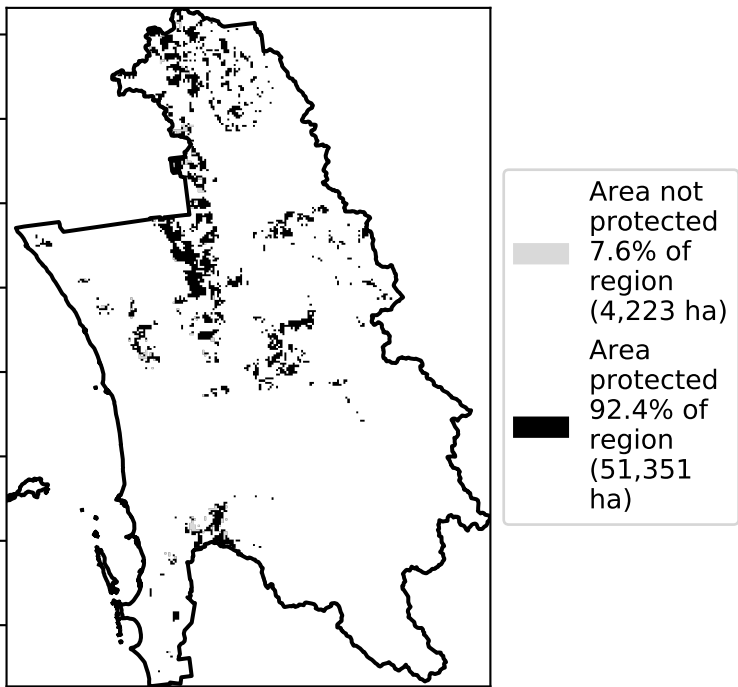 Area not
protected
7.6% of
region
(4,223 ha)
Area
protected
92.4% of
region
(51,351
ha)